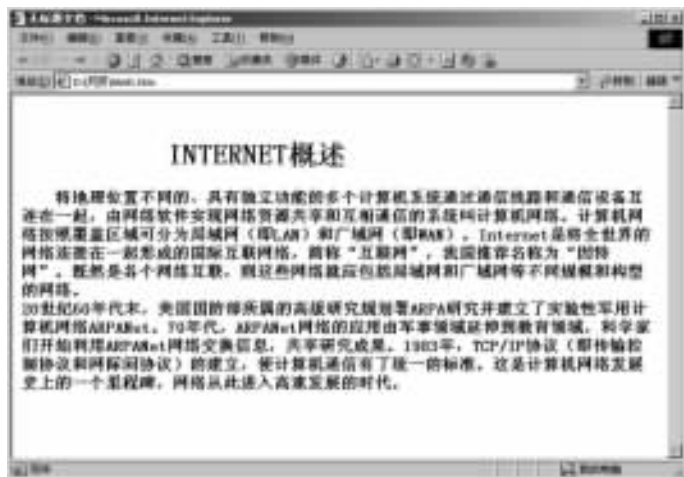 无标题文档 - Microsoft Internet Explorer
INTERNET概述
将地理位置不同的、具有独立功能的多个计算机系统通过通信线路和通信设备互
连在一起,由网络软件实现网络资源共享和互相通信的系统叫计算机网络。计算机网
络按照覆盖区域可分为局域网(即LAN)和广域网(即WAN)。Internet是将全世界的
网络连接在一起形成的国际互联网络,简称“互联网”,我国推荐名称为“因特
网”。既然是各个网络互联,则这些网络就应包括局域网和广域网等不同规模和构型
的网络。
20世纪60年代末,美国国防部所属的高级研究规划署ARPA研究并建立了实验性军用计
算机网络ARPANet。70年代,ARPANet网络的应用由军事领域延伸到教育领域,科学家
们开始利用ARPANet网络交换信息,共享研究成果。1983年,TCP/IP协议(即传输控
制协议和网际间协议)的建立,使计算机通信有了统一的标准。这是计算机网络发展
史上的一个里程碑,网络从此进入高速发展的时代。